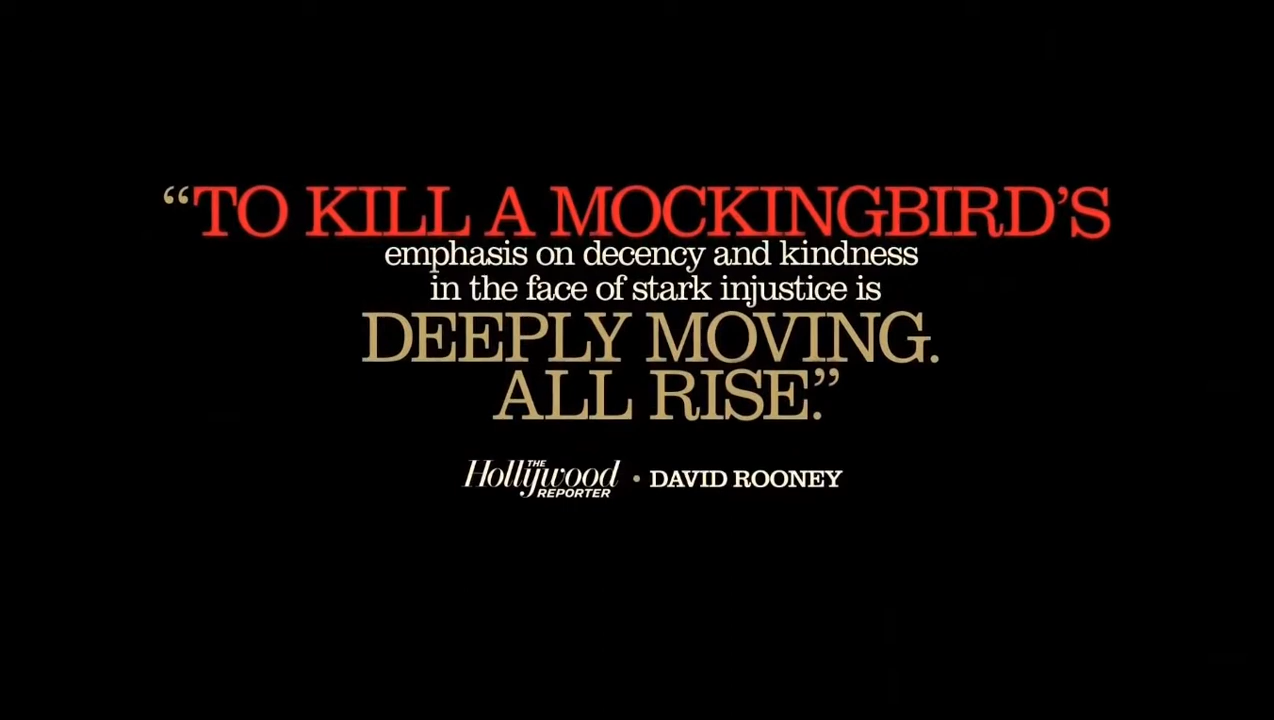 “TO KILL A MOCKINGBIRD’S
emphasis on decency and kindness
in the face of stark injustice is
DEEPLY MOVING.
ALL RISE.”
THE Hollywood REPORTER • DAVID ROONEY